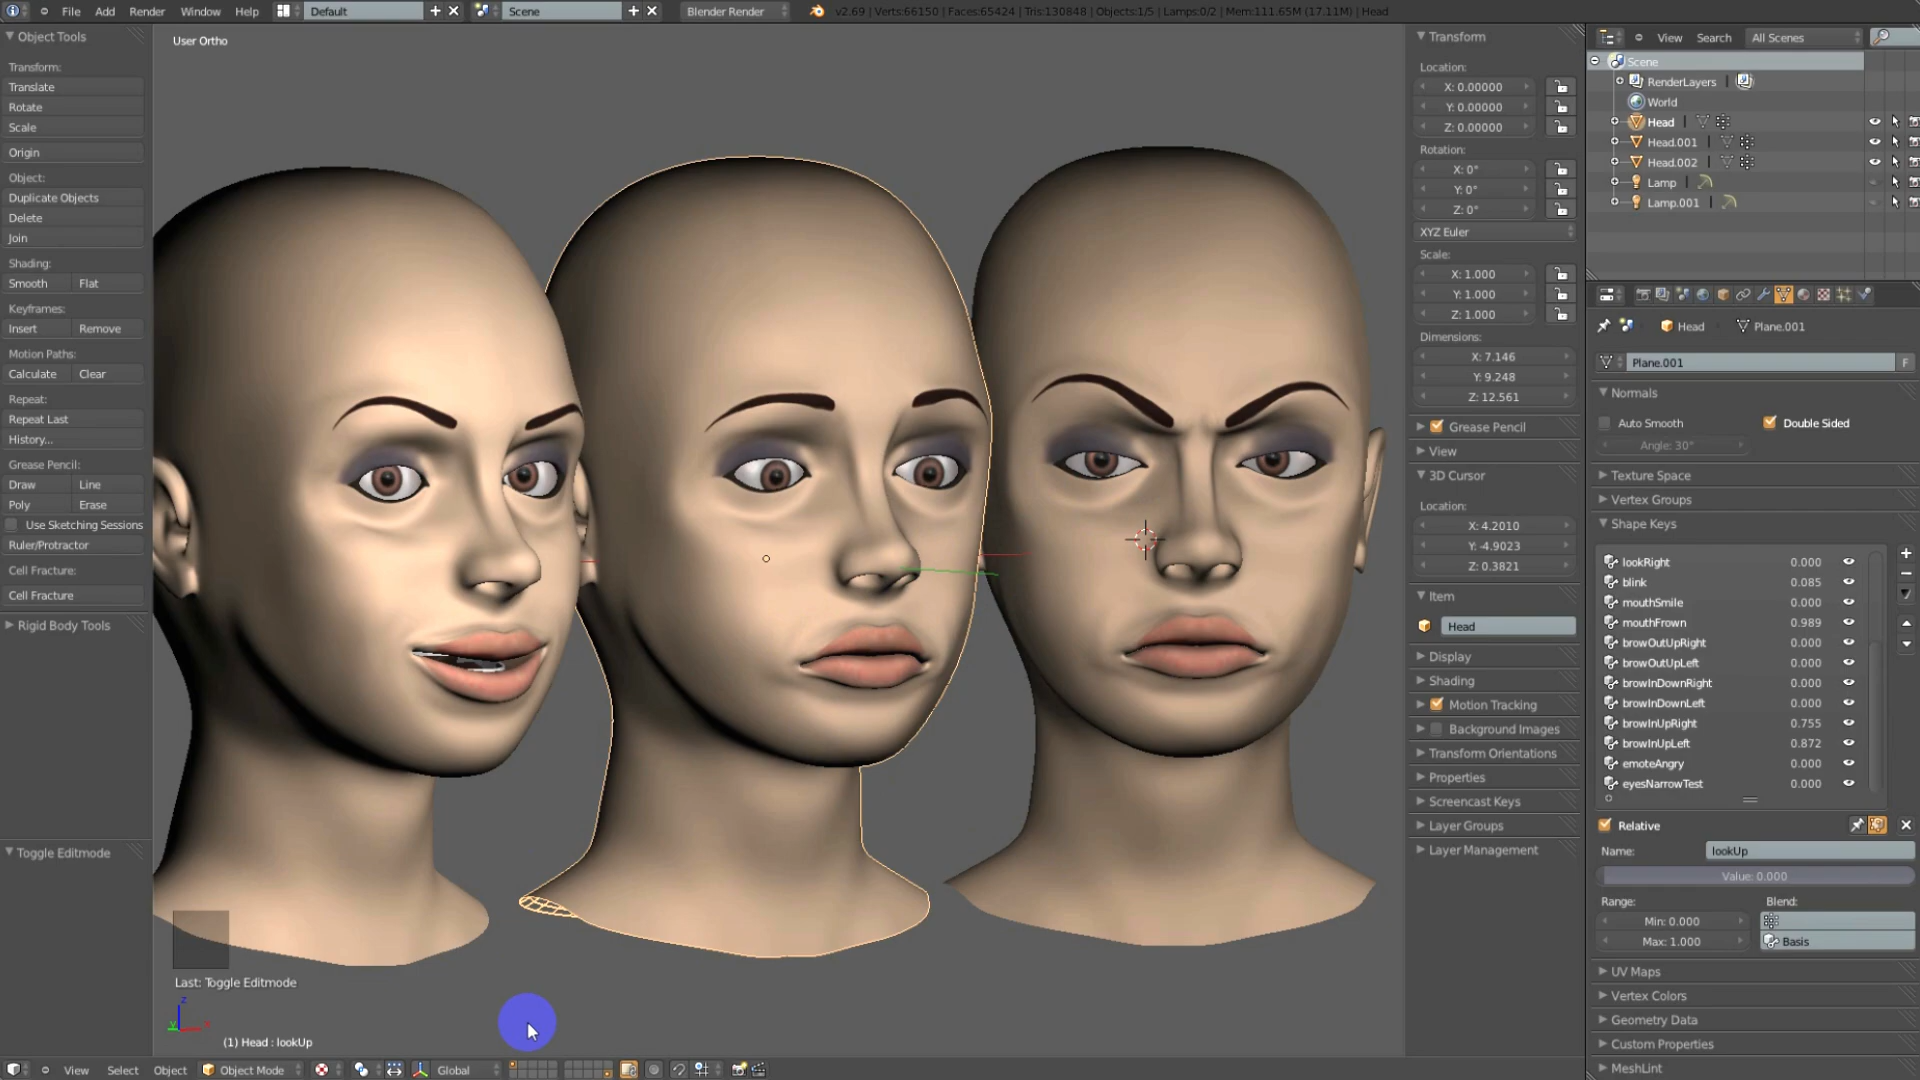 File Add Render Window Help Default Scene Blender Render v2.69 | Verts:66150 | Faces:65424 | Tris:130848 | Objects:1/5 | Lamps:0/2 | Mem:111.65M (17.11M) | Head
Object Tools
Transform:
Translate
Rotate
Scale
Origin
Object:
Duplicate Objects
Delete
Join
Shading:
Smooth Flat
Keyframes:
Insert Remove
Motion Paths:
Calculate Clear
Repeat:
Repeat Last
History...
Grease Pencil:
Draw Line
Poly Erase
Use Sketching Sessions
Ruler/Protractor
Cell Fracture:
Cell Fracture
Rigid Body Tools
Toggle Editmode
User Ortho
Last: Toggle Editmode
z
y x
(1) Head : lookUp
View Select Object Object Mode Global
Transform
Location:
X: 0.00000
Y: 0.00000
Z: 0.00000
Rotation:
X: 0°
Y: 0°
Z: 0°
XYZ Euler
Scale:
X: 1.000
Y: 1.000
Z: 1.000
Dimensions:
X: 7.146
Y: 9.248
Z: 12.561
Grease Pencil
View
3D Cursor
Location:
X: 4.2010
Y: -4.9023
Z: 0.3821
Item
Head
Display
Shading
Motion Tracking
Background Images
Transform Orientations
Properties
Screencast Keys
Layer Groups
Layer Management
View Search All Scenes
Scene
RenderLayers |
World
Head |
Head.001 |
Head.002 |
Lamp |
Lamp.001 |
Head Plane.001
Plane.001 F
Normals
Auto Smooth Double Sided
Angle: 30°
Texture Space
Vertex Groups
Shape Keys
lookRight 0.000
blink 0.085
mouthSmile 0.000
mouthFrown 0.989
browOutUpRight 0.000
browOutUpLeft 0.000
browInDownRight 0.000
browInDownLeft 0.000
browInUpRight 0.755
browInUpLeft 0.872
emoteAngry 0.000
eyesNarrowTest 0.000
Relative
Name: lookUp
Value: 0.000
Range: Blend:
Min: 0.000
Max: 1.000 Basis
UV Maps
Vertex Colors
Geometry Data
Custom Properties
MeshLint